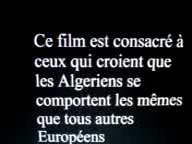 Ce film est consacré à
ceux qui croient que
les Algeriens se
comportent les mêmes
que tous autres
Européens